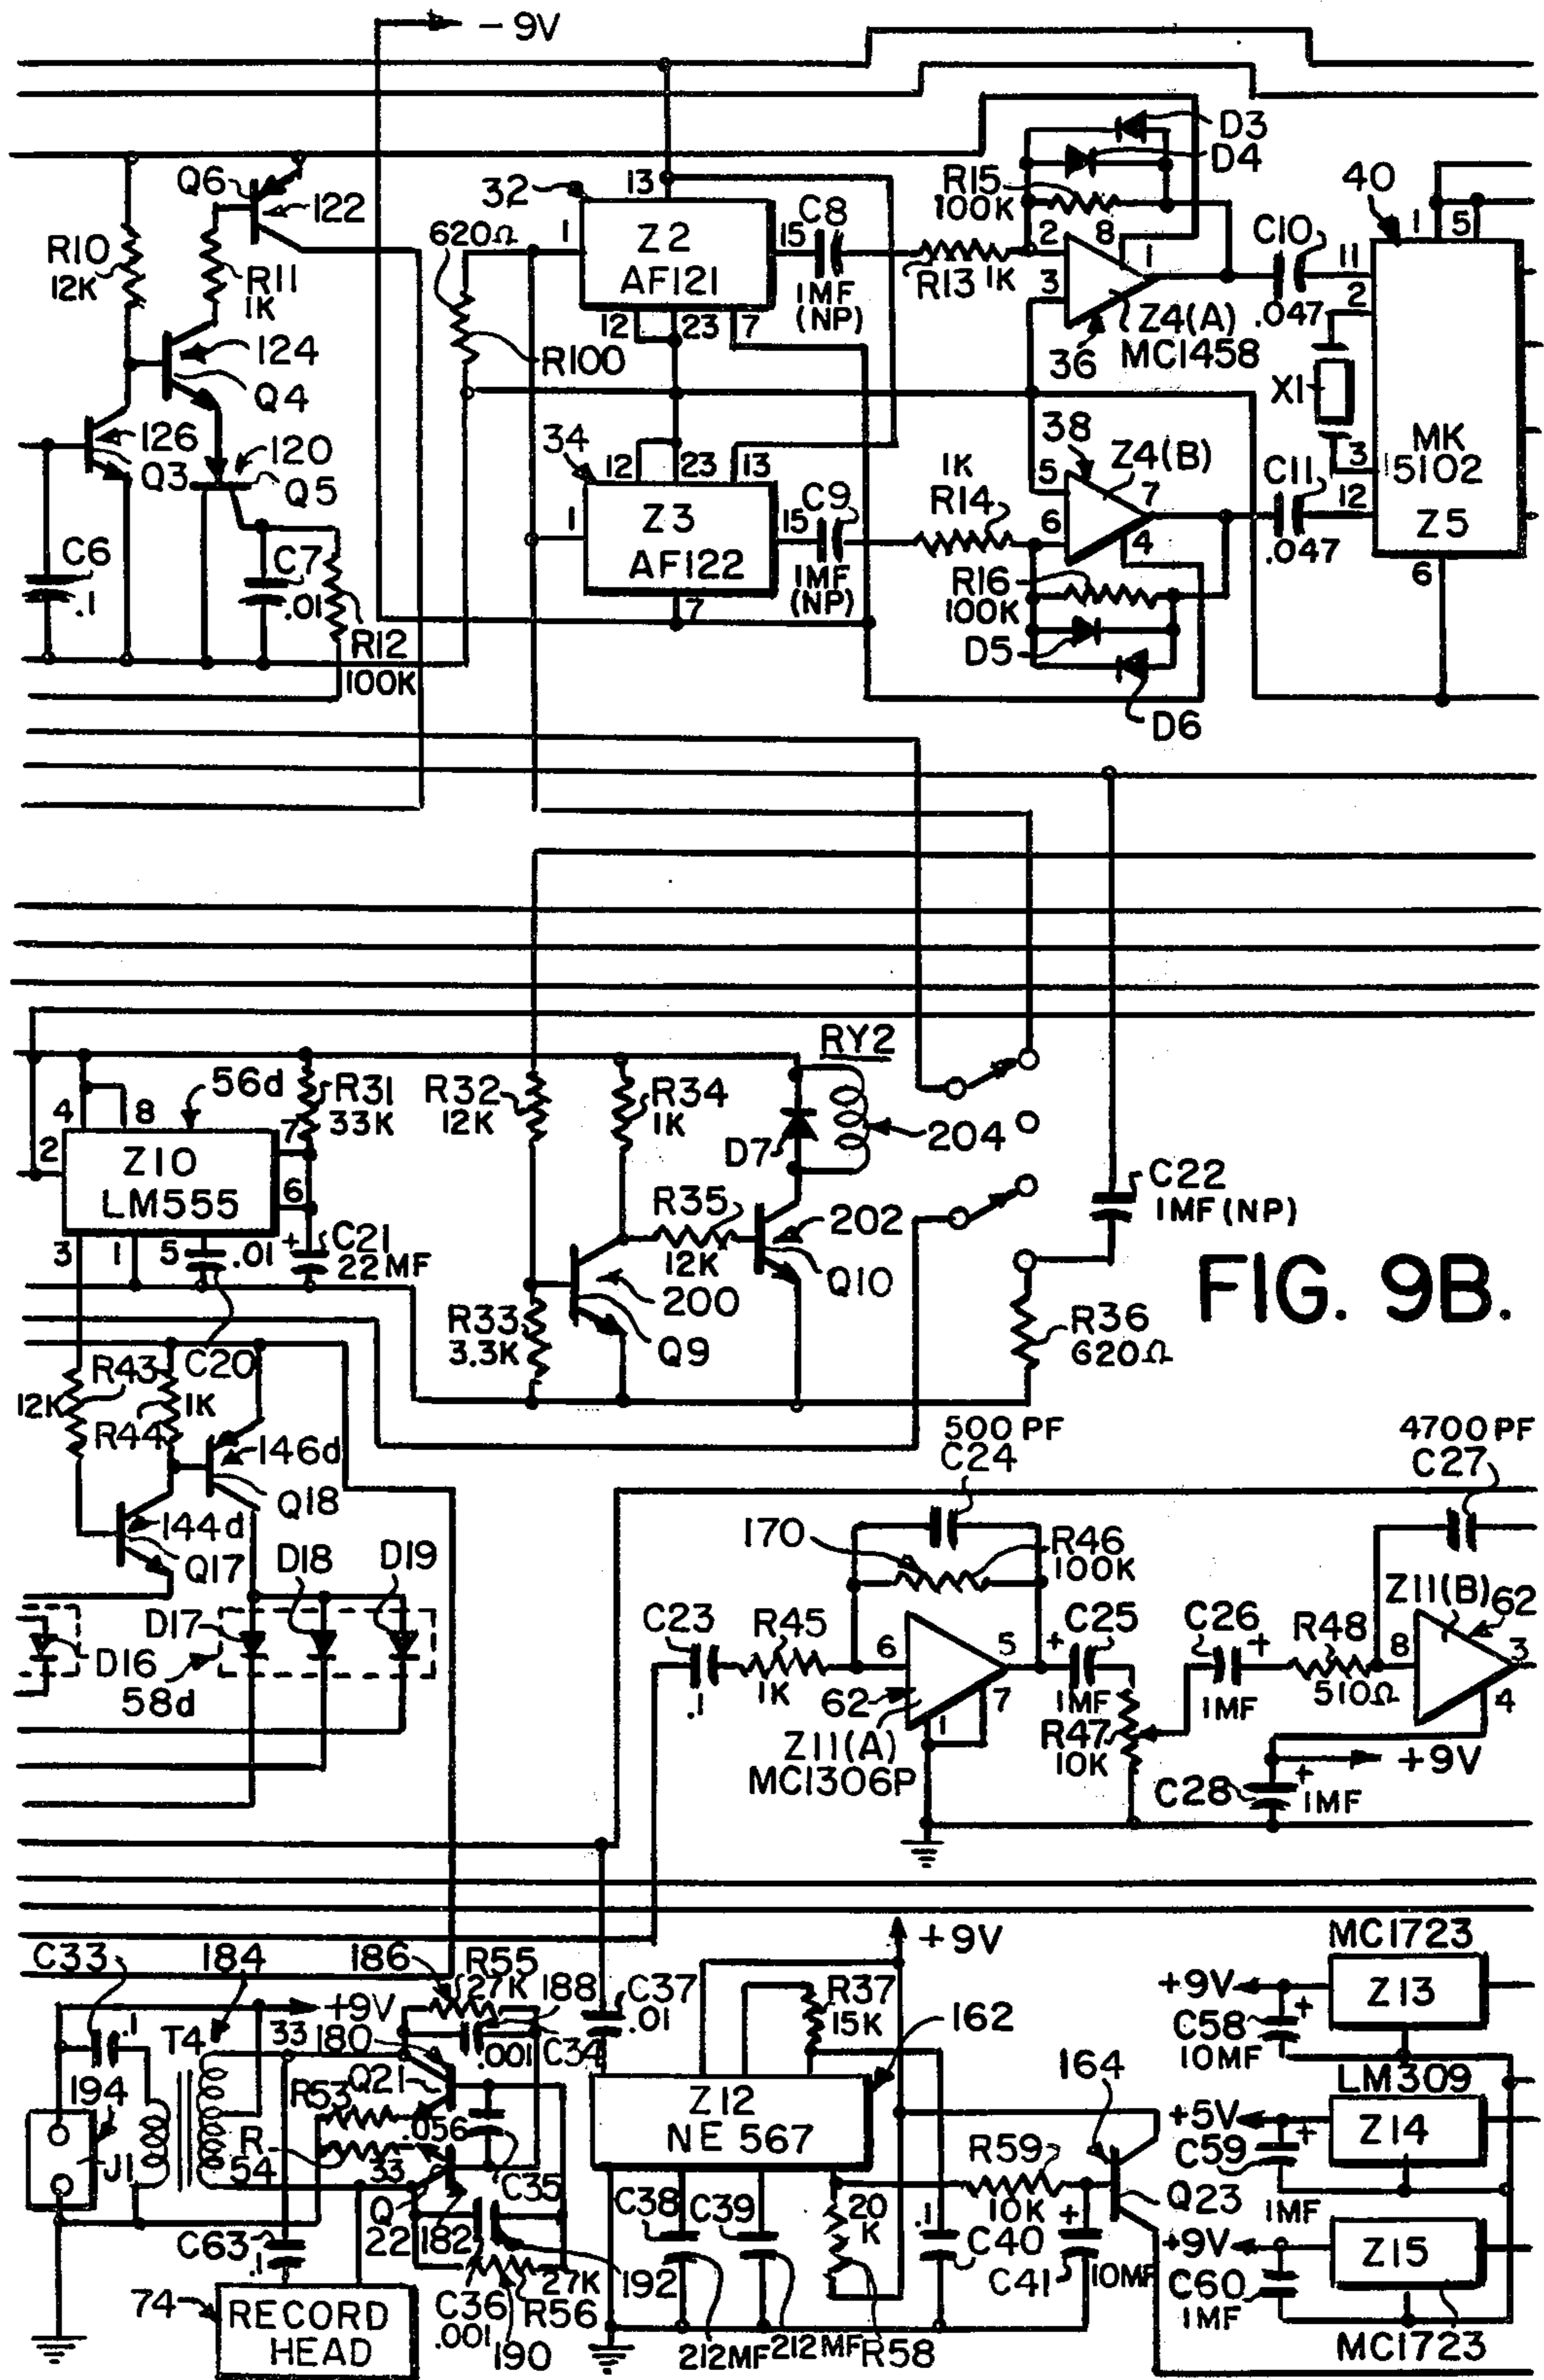 -9V
D3
D4
Q6
122
32
13
R15
100K
40
1
5
620Ω
1
Z2
AF121
15
C8
1MF
(NP)
R13 1K
2
8
3
1
C10
.047
11
2
R10
12K
R11
1K
12
23
7
Z4(A)
MC1458
36
124
Q4
R100
X1
MK
5102
Z5
126
Q3
120
Q5
34
12
23
13
38
Z4(B)
1K
R14
5
7
6
4
C11
.047
3
12
6
1
Z3
AF122
15
C9
1MF
(NP)
7
C6
.1
C7
.01
R12
100K
R16
100K
D5
D6
RY2
56d
R31
33K
R32
12K
R34
1K
D7
204
4
8
7
2
Z10
LM555
6
3
1
5
.01
+
C21
22MF
R35
12K
202
Q10
C22
1MF (NP)
FIG. 9B.
200
Q9
R33
3.3K
R36
620Ω
R43
12K
C20
1K
R44
146d
Q18
500 PF
C24
4700 PF
C27
144d
Q17
D18
D19
170
R46
100K
D17
D16
58d
C23
.1
R45
1K
6
5
62
7
1
Z11(A)
MC1306P
+
C25
1MF
R47
10K
C26
+
1MF
R48
510Ω
Z11(B)
62
8
3
4
+9V
C28
+
1MF
C33
184
186
R55
27K
188
C37
.01
+9V
R37
15K
162
MC1723
+9V
Z13
+
C58
10MF
.1
T4
+9V
33
180
.001
C34
Q21
194
J1
R53
.056
R
54
33
C35
Q
22
182
Z12
NE 567
164
LM309
+5V
Z14
+
C59
1MF
R59
10K
Q23
C63
.1
C38
C39
20
K
.1
C40
+
C41
10MF
+9V
Z15
C60
1MF
MC1723
74
RECORD
HEAD
C36
.001
190
27K
R56
192
212MF
212MF
R58